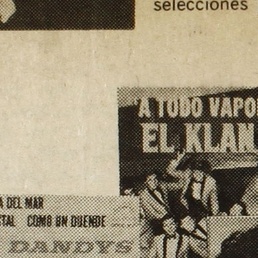 selecciones
A TODO VAPO
EL KLAN
A DEL MAR
TAL COMO UN DUENDE
DANDYS